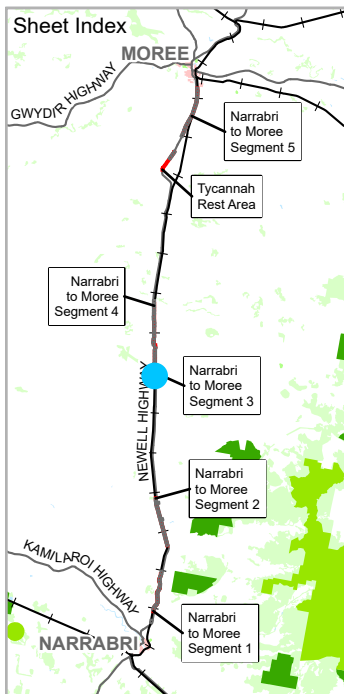 Sheet Index
MOREE
GWYDIR HIGHWAY
Narrabri
to Moree
Segment 5
Tycannah
Rest Area
Narrabri
to Moree
Segment 4
Narrabri
to Moree
Segment 3
NEWELL HIGHWAY
Narrabri
to Moree
Segment 2
KAMILAROI HIGHWAY
Narrabri
to Moree
Segment 1
NARRABRI